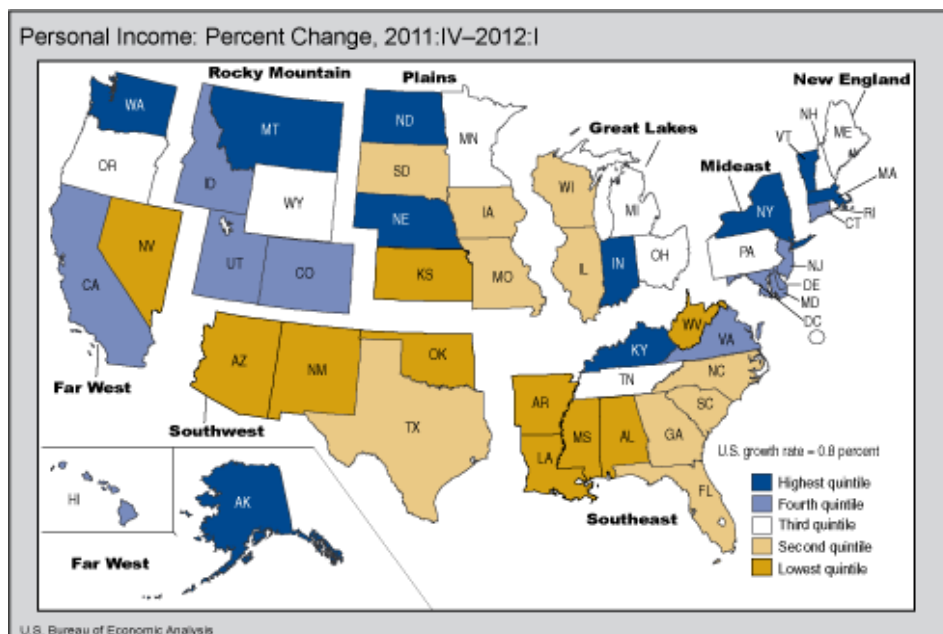 Personal Income: Percent Change, 2011:IV–2012:I
Rocky Mountain
Plains
New England
Great Lakes
Mideast
WA
MT
ND
MN
NH
ME
VT
OR
ID
SD
WI
MA
WY
MI
NY
RI
CT
NV
NE
IA
PA
CA
UT
CO
IL
IN
OH
NJ
KS
MO
DE
MD
WV
VA
DC
KY
AZ
NM
OK
TN
NC
Far West
AR
SC
Southwest
TX
MS
AL
GA
LA
U.S. growth rate = 0.8 percent
HI
AK
FL
Southeast
Highest quintile
Fourth quintile
Third quintile
Second quintile
Lowest quintile
Far West
U.S. Bureau of Economic Analysis